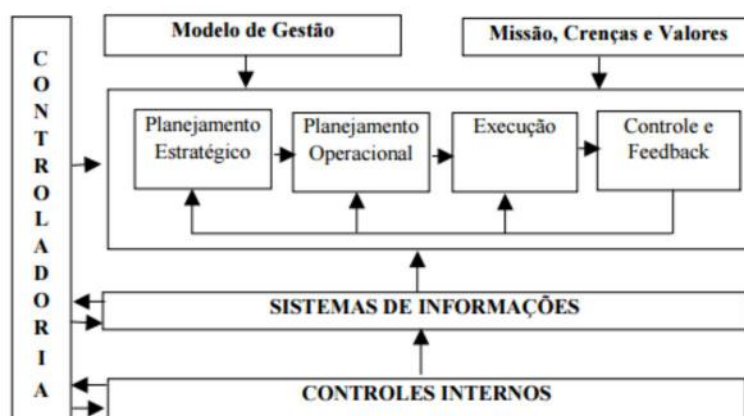 CONTROLADORIA
Modelo de Gestão
Missão, Crenças e Valores
Planejamento
Estratégico
Planejamento
Operacional
Execução
Controle e
Feedback
SISTEMAS DE INFORMAÇÕES
CONTROLES INTERNOS